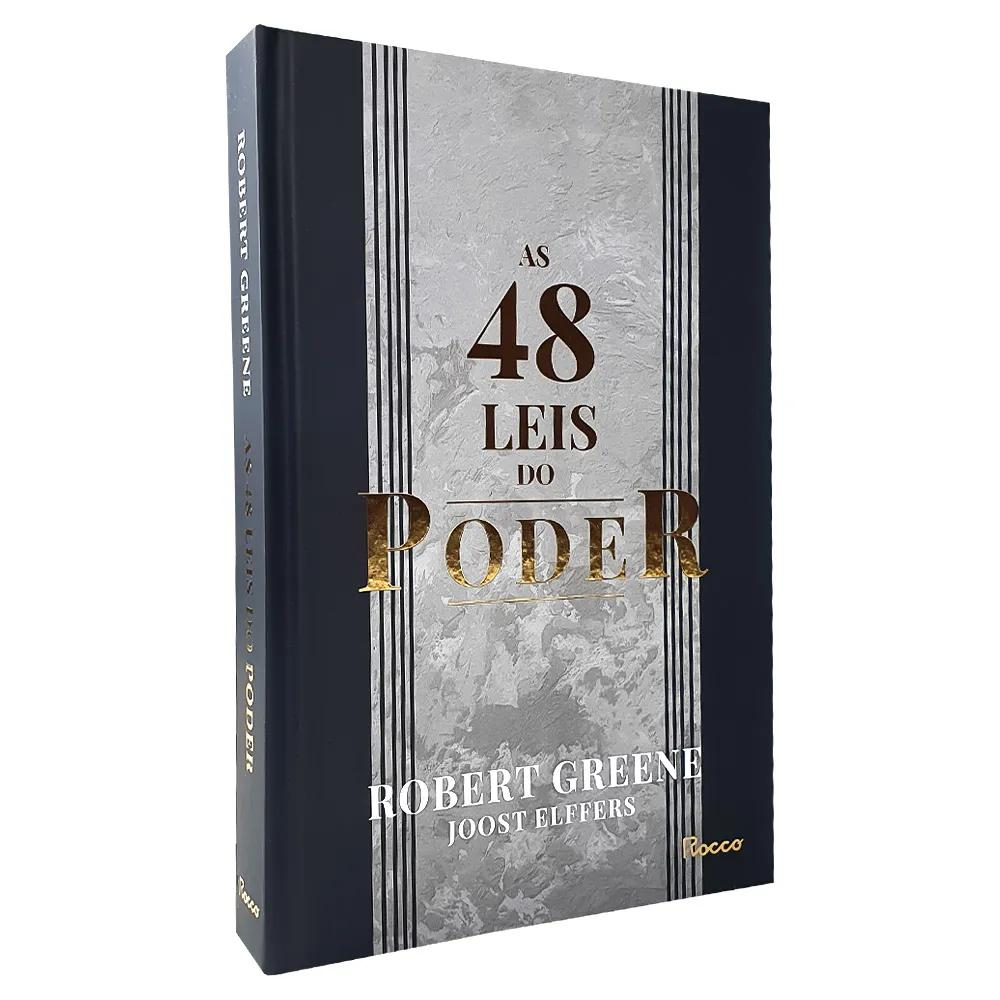 ROBERT GREENE AS 48 LEIS DO PODER
Rocco
AS
48
LEIS
DO
PODER
ROBERT GREENE
JOOST ELFFERS
Rocco